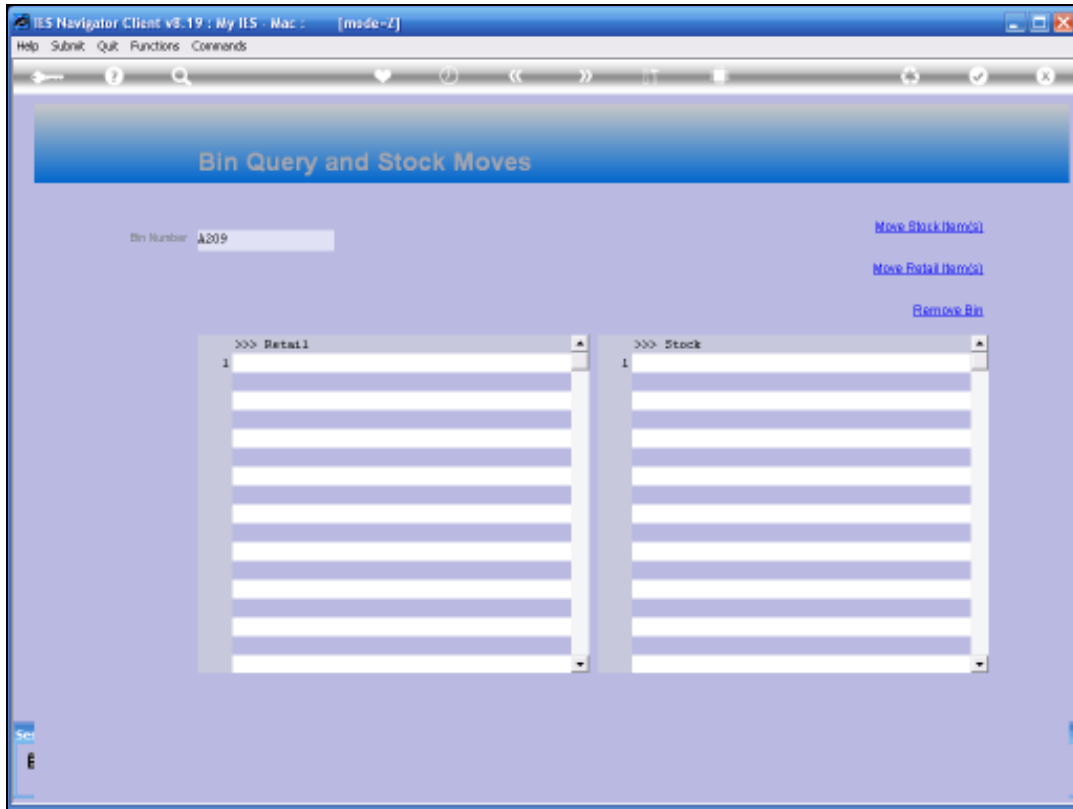 IES Navigator Client v8.19 : My IES - Mac : [mode=Z]
Help Submit Quit Functions Commands
Bin Query and Stock Moves
Move Stock Item(s)
Bin Number A209
Move Retail Item(s)
Remove Bin
>>> Retail >>> Stock
1 1